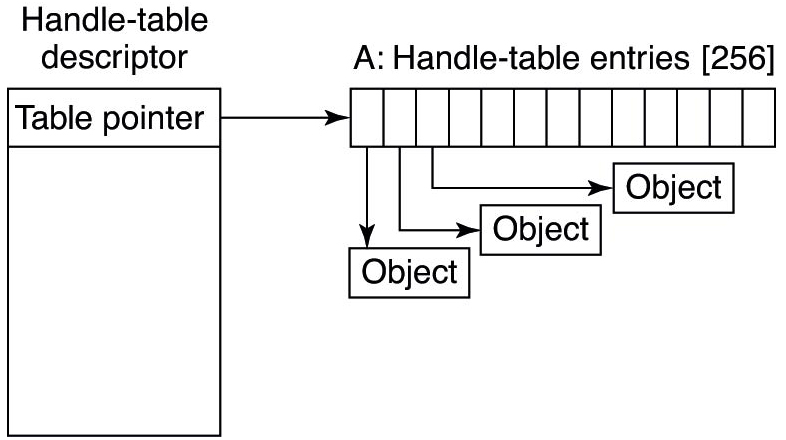 Handle-table
descriptor
A: Handle-table entries [256]
Table pointer
Object
Object
Object